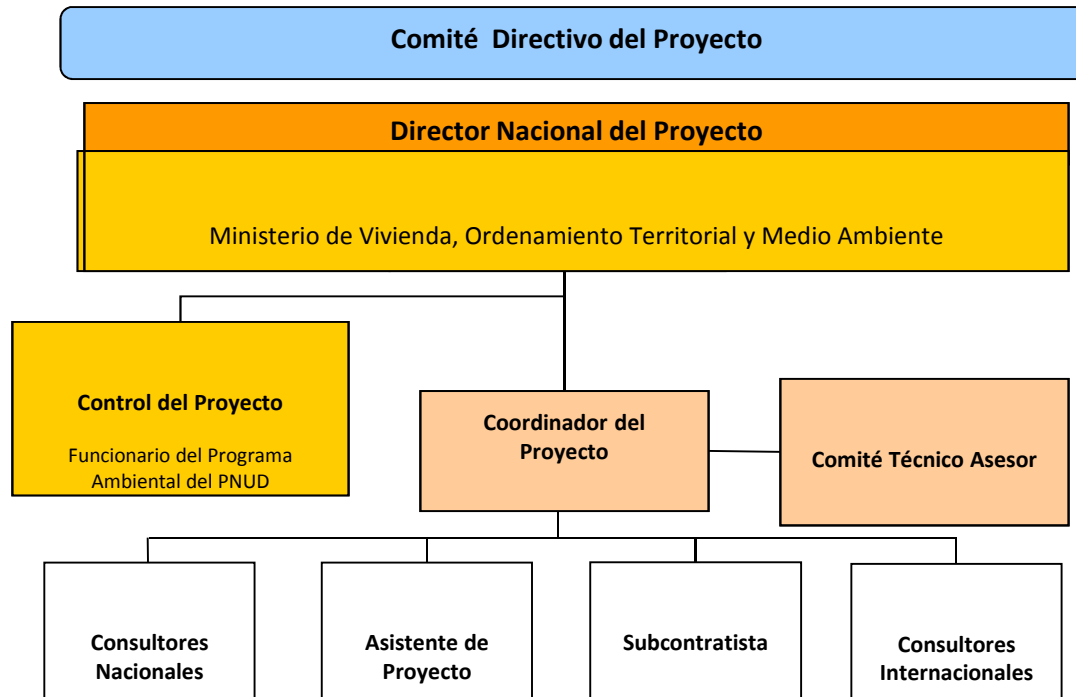 Comité Directivo del Proyecto
Director Nacional del Proyecto
Ministerio de Vivienda, Ordenamiento Territorial y Medio Ambiente
Control del Proyecto
Funcionario del Programa
Ambiental del PNUD
Coordinador del
Proyecto
Comité Técnico Asesor
Consultores
Nacionales
Asistente de
Proyecto
Subcontratista
Consultores
Internacionales